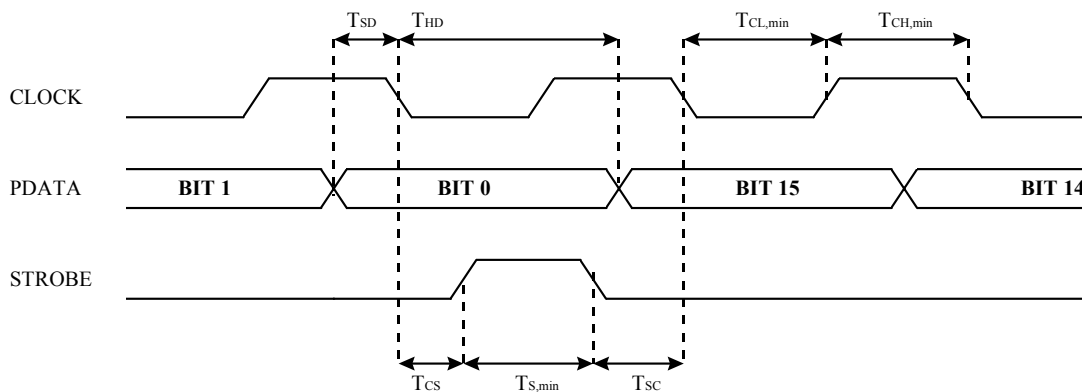 TSD THD TCL,min TCH,min
CLOCK
PDATA BIT 1 BIT 0 BIT 15 BIT 14
STROBE
TCS TS,min TSC